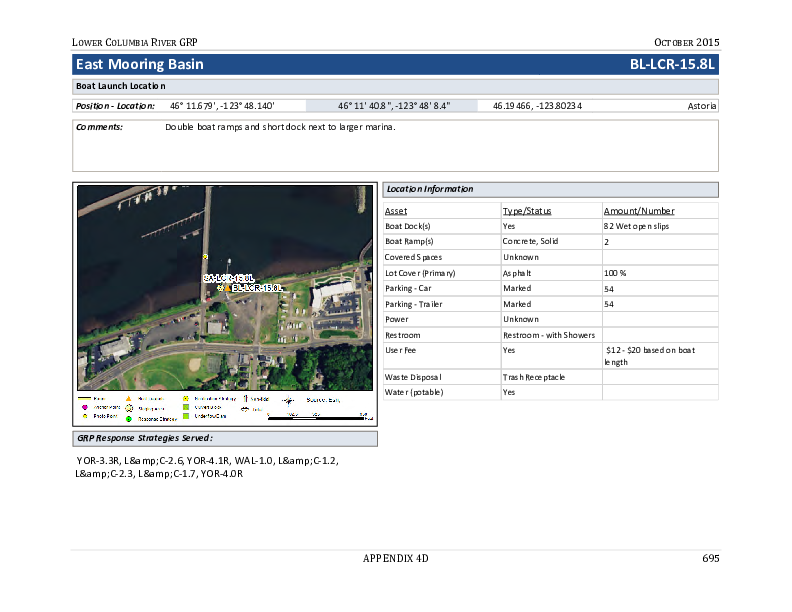 LOWER COLUMBIA RIVER GRP OCTOBER 2015
East Mooring Basin BL-LCR-15.8L
Boat Launch Location
Position - Location: 46° 11.679', -123° 48.140' 46° 11' 40.8", -123° 48' 8.4" 46.19466, -123.80234 Astoria
Comments: Double boat ramps and short dock next to larger marina.
SA-LCR-15.8L
BL-LCR-15.8L
Source: Esri,
Location Information
Asset Type/Status Amount/Number
Boat Dock(s) Yes 82 Wet open slips
Boat Ramp(s) Concrete, Solid 2
Covered Spaces Unknown
Lot Cover (Primary) Asphalt 100 %
Parking - Car Marked 54
Parking - Trailer Marked 54
Power Unknown
Restroom Restroom - with Showers
User Fee Yes $12 - $20 based on boat
length
Waste Disposal Trash Receptacle
Water (potable) Yes
GRP Response Strategies Served:
YOR-3.3R, L&amp;C-2.6, YOR-4.1R, WAL-1.0, L&amp;C-1.2,
L&amp;C-2.3, L&amp;C-1.7, YOR-4.0R
APPENDIX 4D 695